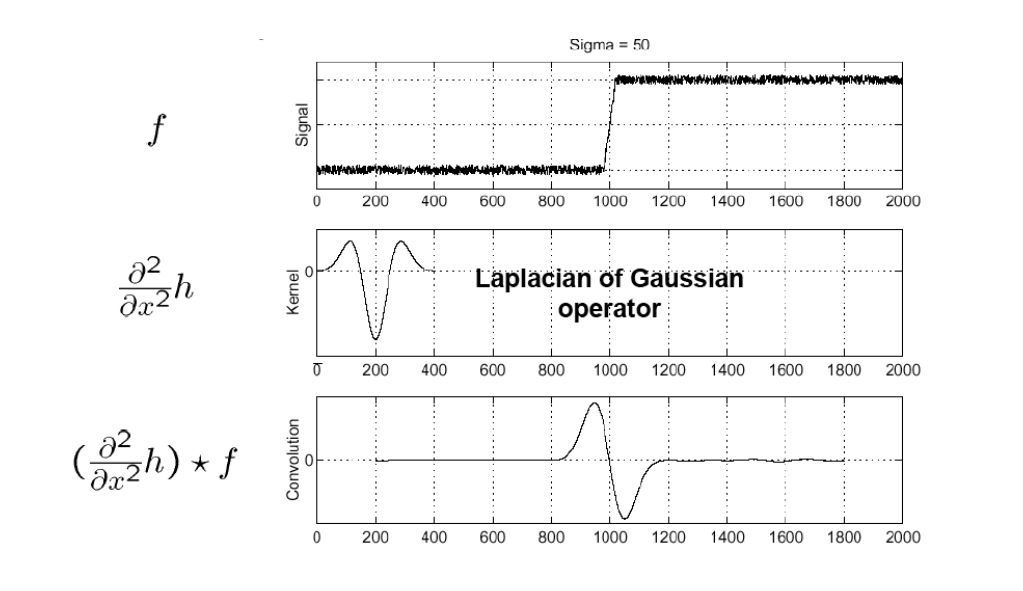 Sigma = 50
f
Signal
0 200 400 600 800 1000 1200 1400 1600 1800 2000
∂²/∂x² h
Kernel
0
Laplacian of Gaussian
operator
0 200 400 600 800 1000 1200 1400 1600 1800 2000
(∂²/∂x² h) ⋆ f
Convolution
0
0 200 400 600 800 1000 1200 1400 1600 1800 2000